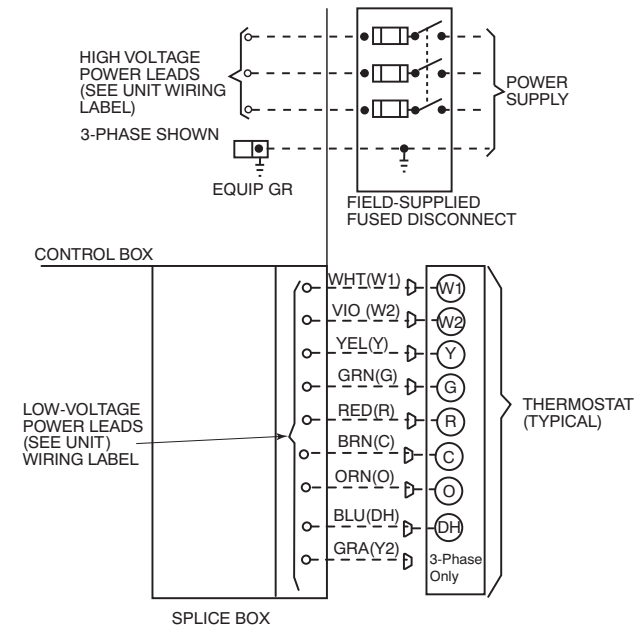 HIGH VOLTAGE
POWER LEADS
(SEE UNIT WIRING
LABEL)
3-PHASE SHOWN
EQUIP GR
POWER
SUPPLY
FIELD-SUPPLIED
FUSED DISCONNECT
CONTROL BOX
WHT(W1)
W1
VIO (W2)
W2
YEL(Y)
Y
GRN(G)
G
RED(R)
R
BRN(C)
C
ORN(O)
O
BLU(DH)
DH
GRA(Y2)
3-Phase
Only
LOW-VOLTAGE
POWER LEADS
(SEE UNIT)
WIRING LABEL
THERMOSTAT
(TYPICAL)
SPLICE BOX